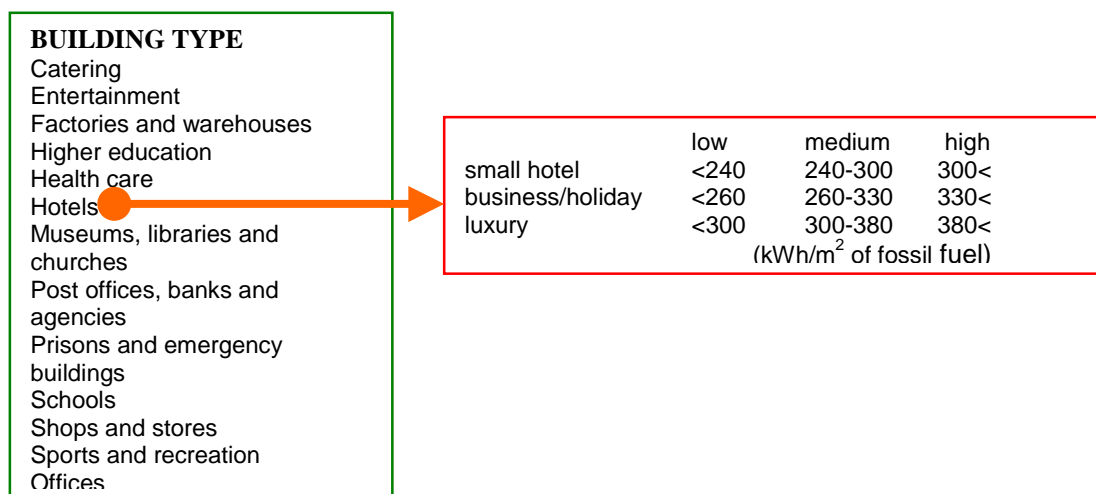 BUILDING TYPE
Catering
Entertainment
Factories and warehouses
Higher education
Health care
Hotels
Museums, libraries and
churches
Post offices, banks and
agencies
Prisons and emergency
buildings
Schools
Shops and stores
Sports and recreation
Offices
low medium high
small hotel <240 240-300 300<
business/holiday <260 260-330 330<
luxury <300 300-380 380<
(kWh/m² of fossil fuel)